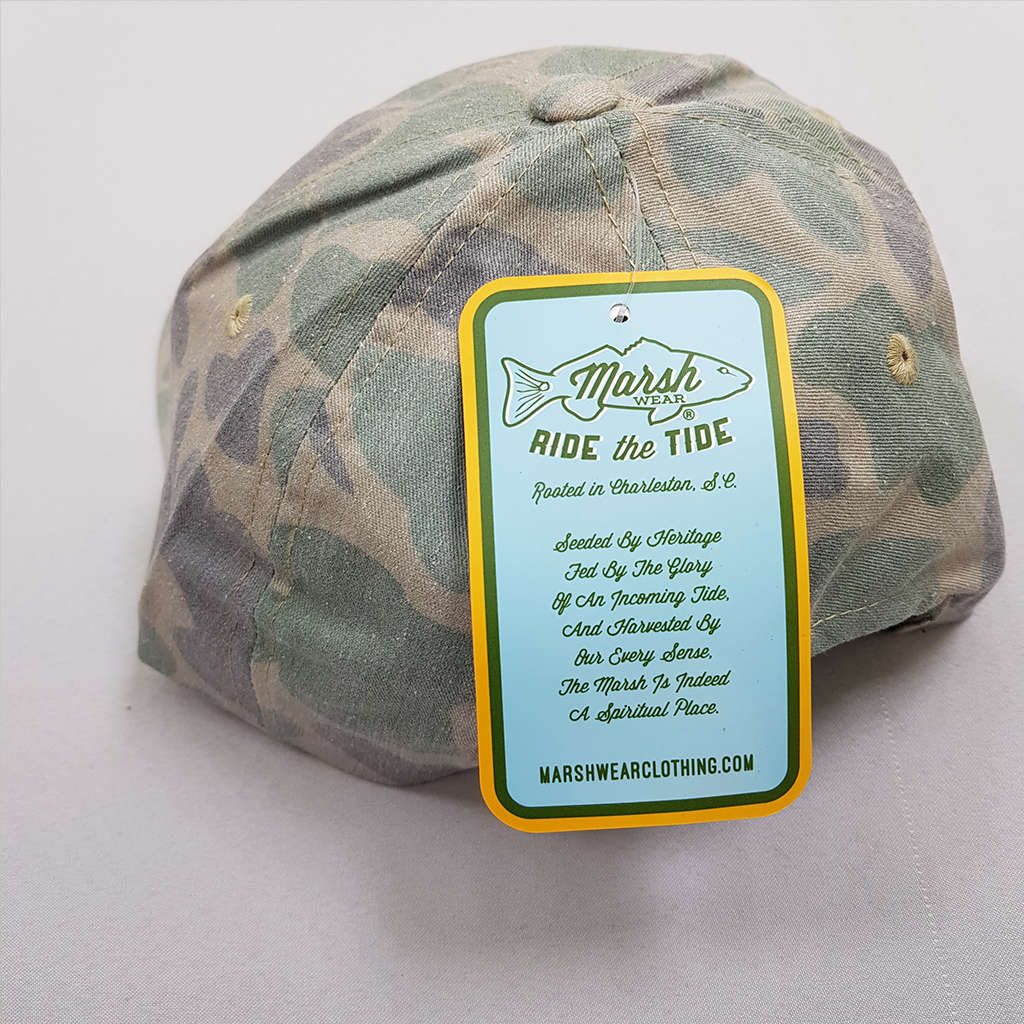 Marsh
WEAR
®
RIDE the TIDE
Rooted in Charleston, S.C.
Seeded By Heritage
Fed By The Glory
Of An Incoming Tide,
And Harvested By
Our Every Sense,
The Marsh Is Indeed
A Spiritual Place.
MARSHWEARCLOTHING.COM